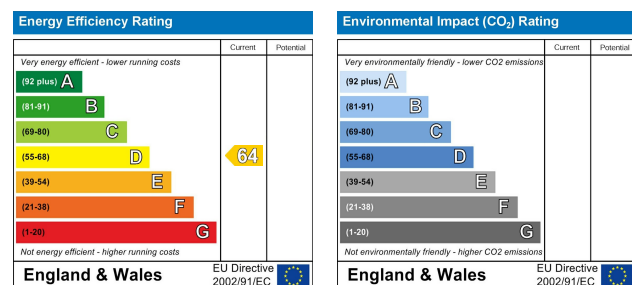 Energy Efficiency Rating
Current Potential
Very energy efficient - lower running costs
(92 plus) A
(81-91) B
(69-80) C
(55-68) D
64
(39-54) E
(21-38) F
(1-20) G
Not energy efficient - higher running costs
England & Wales
EU Directive
2002/91/EC
Environmental Impact (CO₂) Rating
Current Potential
Very environmentally friendly - lower CO2 emissions
(92 plus) A
(81-91) B
(69-80) C
(55-68) D
(39-54) E
(21-38) F
(1-20) G
Not environmentally friendly - higher CO2 emissions
England & Wales
EU Directive
2002/91/EC